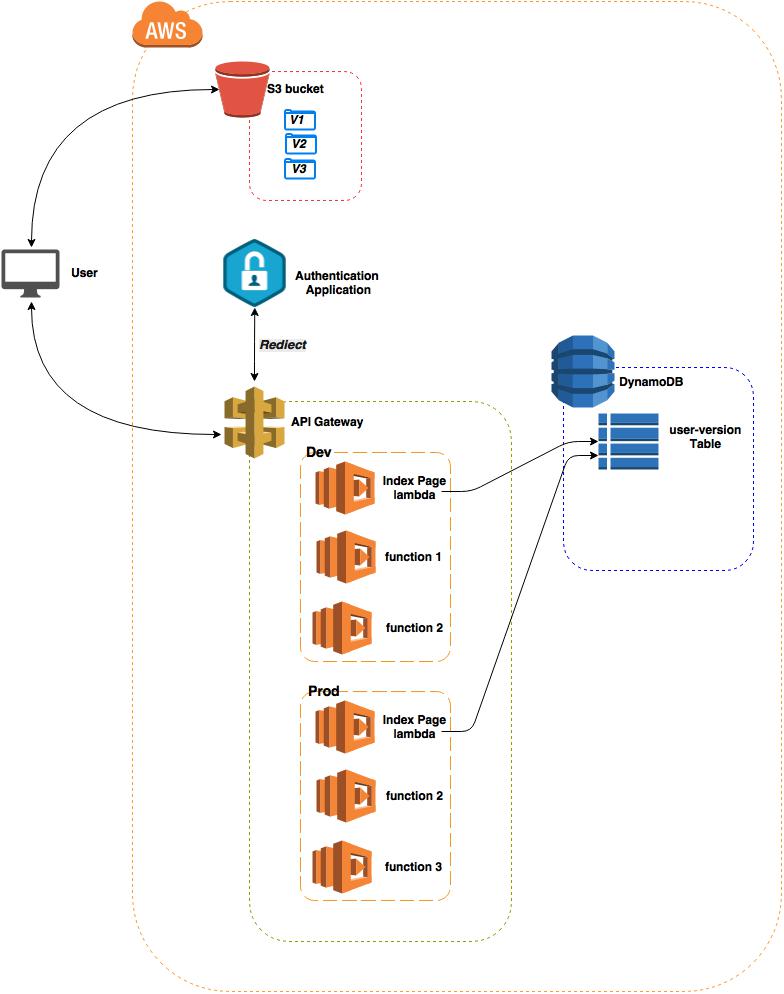 AWS
S3 bucket
V1
V2
V3
User
Authentication
Application
Rediect
API Gateway
DynamoDB
user-version
Table
Dev
Index Page
lambda
function 1
function 2
Prod
Index Page
lambda
function 2
function 3